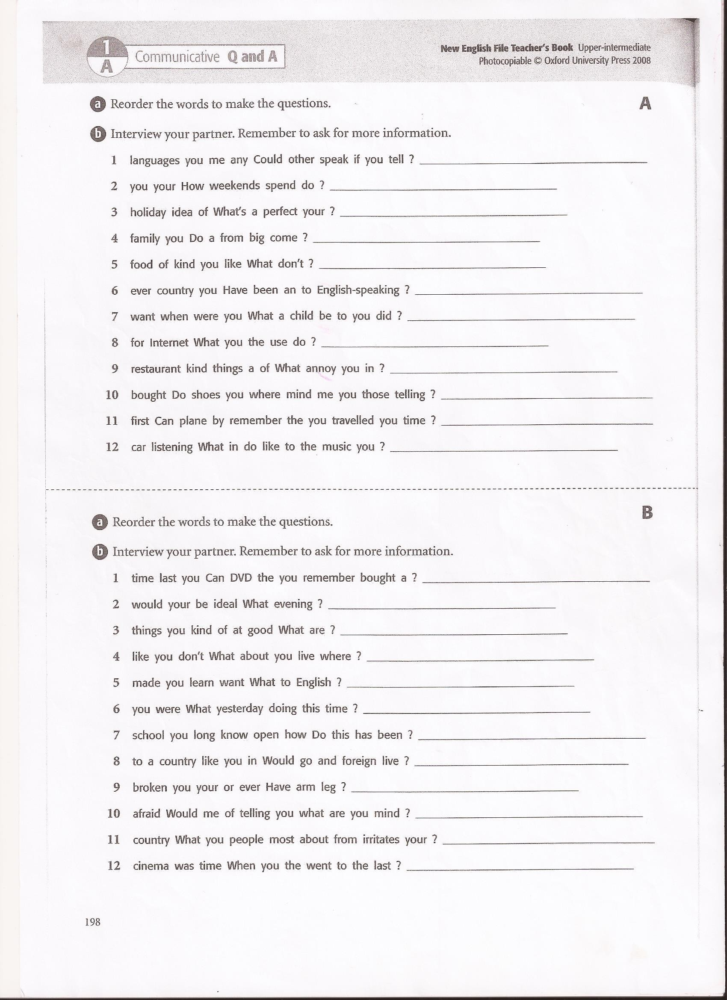 1
A
Communicative Q and A
New English File Teacher's Book Upper-intermediate
Photocopiable © Oxford University Press 2008
a Reorder the words to make the questions.
A
b Interview your partner. Remember to ask for more information.
1 languages you me any Could other speak if you tell ?
2 you your How weekends spend do ?
3 holiday idea of What's a perfect your ?
4 family you Do a from big come ?
5 food of kind you like What don't ?
6 ever country you Have been an to English-speaking ?
7 want when were you What a child be to you did ?
8 for Internet What you the use do ?
9 restaurant kind things a of What annoy you in ?
10 bought Do shoes you where mind me you those telling ?
11 first Can plane by remember the you travelled you time ?
12 car listening What in do like to the music you ?
B
a Reorder the words to make the questions.
b Interview your partner. Remember to ask for more information.
1 time last you Can DVD the you remember bought a ?
2 would your be ideal What evening ?
3 things you kind of at good What are ?
4 like you don't What about you live where ?
5 made you learn want What to English ?
6 you were What yesterday doing this time ?
7 school you long know open how Do this has been ?
8 to a country like you in Would go and foreign live ?
9 broken you your or ever Have arm leg ?
10 afraid Would me of telling you what are you mind ?
11 country What you people most about from irritates your ?
12 cinema was time When you the went to the last ?
198